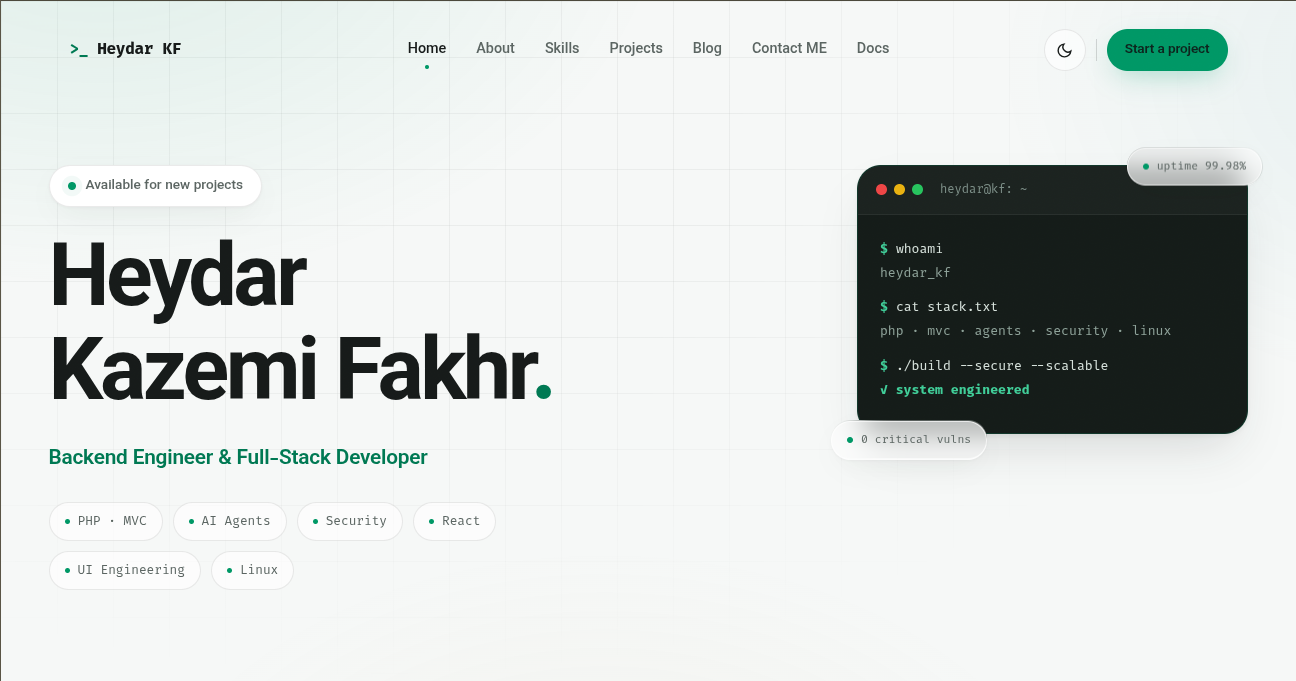 >_ Heydar KF
Home
About
Skills
Projects
Blog
Contact ME
Docs
Start a project
Available for new projects
Heydar
Kazemi Fakhr.
Backend Engineer & Full-Stack Developer
PHP · MVC
AI Agents
Security
React
UI Engineering
Linux
uptime 99.98%
heydar@kf: ~
$ whoami
heydar_kf
$ cat stack.txt
php · mvc · agents · security · linux
$ ./build --secure --scalable
√ system engineered
0 critical vulns